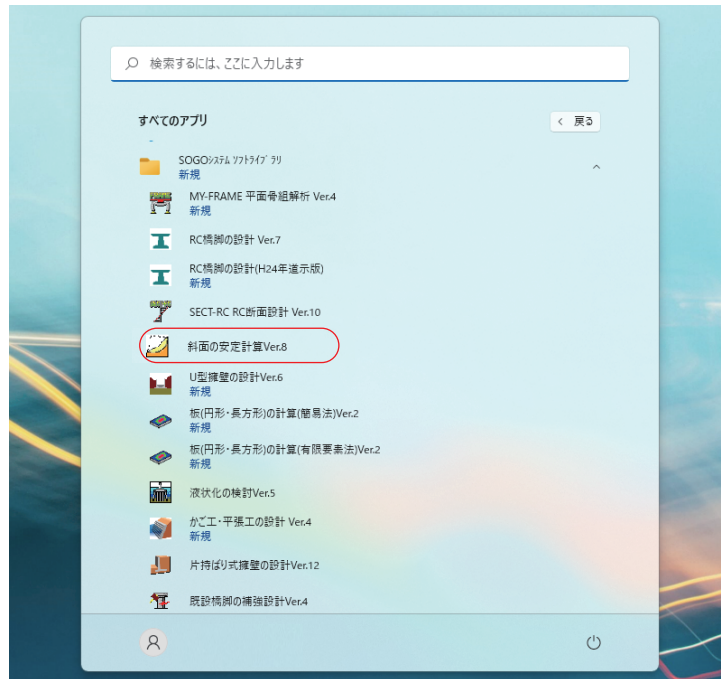 検索するには、ここに入力します
すべてのアプリ
< 戻る
SOGOシステム ソフトライブラリ
新規
MY-FRAME 平面骨組解析 Ver.4
新規
RC橋脚の設計 Ver.7
RC橋脚の設計(H24年道示版)
新規
SECT-RC RC断面設計 Ver.10
斜面の安定計算Ver.8
U型擁壁の設計Ver.6
新規
板(円形・長方形)の計算(簡易法)Ver.2
新規
板(円形・長方形)の計算(有限要素法)Ver.2
新規
液状化の検討Ver.5
かご工・平張工の設計 Ver.4
新規
片持ばり式擁壁の設計Ver.12
既設橋脚の補強設計Ver.4